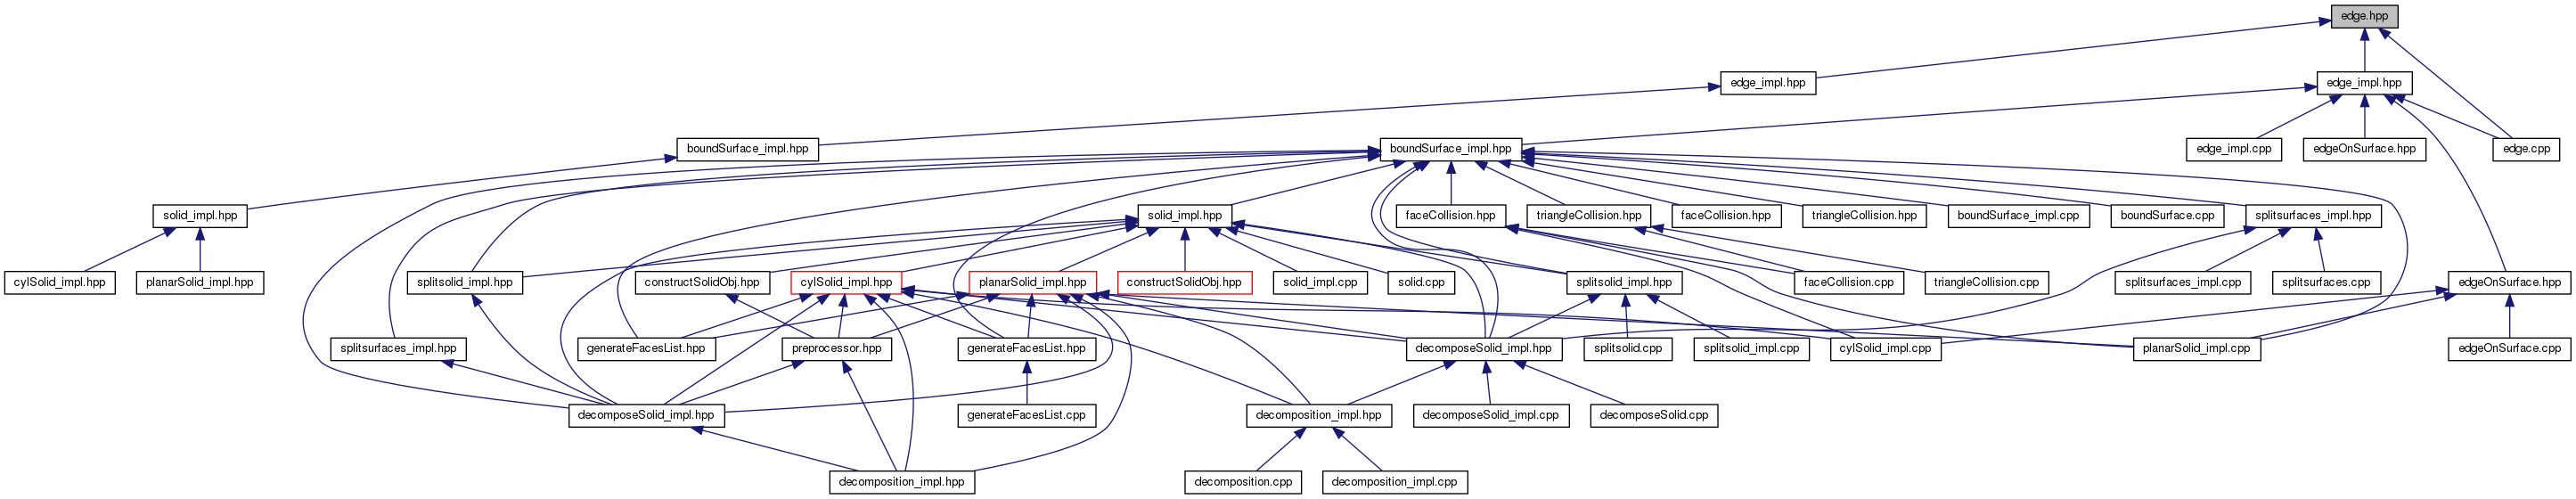 edge.hpp
edge_impl.hpp
edge_impl.hpp
boundSurface_impl.hpp
boundSurface_impl.hpp
edge_impl.cpp
edgeOnSurface.hpp
edge.cpp
solid_impl.hpp
solid_impl.hpp
faceCollision.hpp
triangleCollision.hpp
faceCollision.hpp
triangleCollision.hpp
boundSurface_impl.cpp
boundSurface.cpp
splitsurfaces_impl.hpp
cylSolid_impl.hpp
planarSolid_impl.hpp
splitsolid_impl.hpp
constructSolidObj.hpp
cylSolid_impl.hpp
planarSolid_impl.hpp
constructSolidObj.hpp
solid_impl.cpp
solid.cpp
splitsolid_impl.hpp
faceCollision.cpp
triangleCollision.cpp
splitsurfaces_impl.cpp
splitsurfaces.cpp
edgeOnSurface.hpp
splitsurfaces_impl.hpp
generateFacesList.hpp
preprocessor.hpp
generateFacesList.hpp
decomposeSolid_impl.hpp
splitsolid.cpp
splitsolid_impl.cpp
cylSolid_impl.cpp
planarSolid_impl.cpp
edgeOnSurface.cpp
decomposeSolid_impl.hpp
generateFacesList.cpp
decomposition_impl.hpp
decomposeSolid_impl.cpp
decomposeSolid.cpp
decomposition_impl.hpp
decomposition.cpp
decomposition_impl.cpp